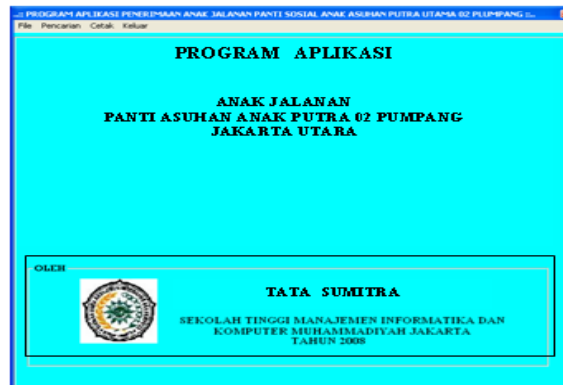 ..:: PROGRAM APLIKASI PENERIMAAN ANAK JALANAN PANTI SOSIAL ANAK ASUHAN PUTRA UTAMA 02 PLUMPANG ::..
File Pencarian Cetak Keluar
PROGRAM APLIKASI
ANAK JALANAN
PANTI ASUHAN ANAK PUTRA 02 PUMPANG
JAKARTA UTARA
OLEH
TATA SUMITRA
SEKOLAH TINGGI MANAJEMEN INFORMATIKA DAN
KOMPUTER MUHAMMADIYAH JAKARTA
TAHUN 2008